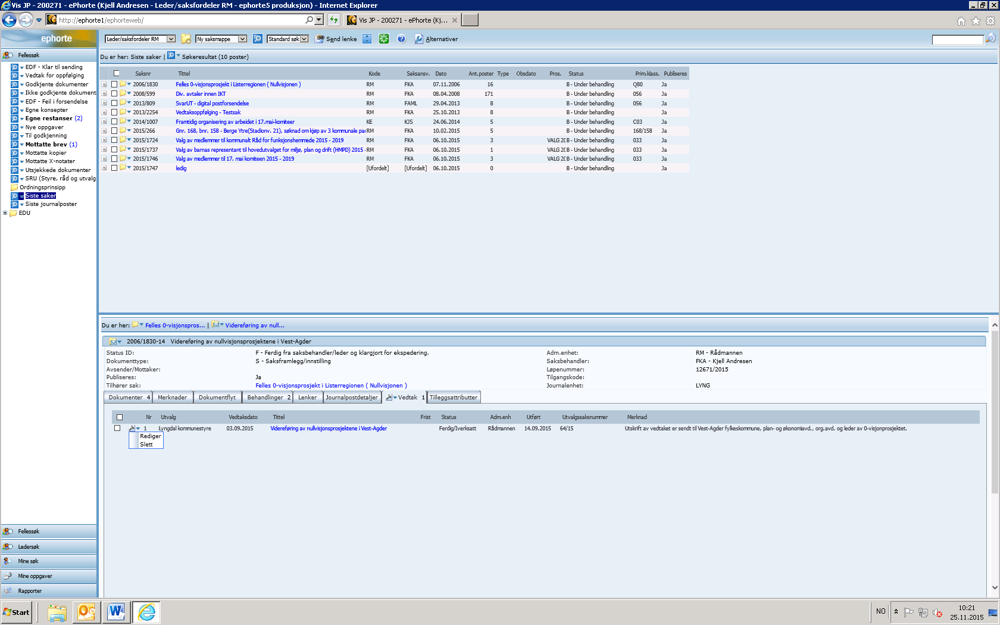 Vis JP - 200271 - ePhorte (Kjell Andresen - Leder/saksfordeler RM - ephorte5 produksjon) - Internet Explorer
http://ephorte1/ephorteweb/
Vis JP - 200271 - ePhorte (Kj...
ephorte
Leder/saksfordeler RM Ny saksmappe Standard søk Send lenke Alternativer
Fellessøk
EDF - Klar til sending
Vedtak for oppfølging
Godkjente dokumenter
Ikke godkjente dokument
EDF - Feil i forsendelse
Egne konsepter
Egne restanser (2)
Nye oppgaver
Til godkjenning
Mottatte brev (1)
Mottatte kopier
Mottatte X-notater
Utsjekkede dokumenter
SRU (Styre, råd og utvalg
Ordningsprinsipp
Siste saker
Siste journalposter
EDU
Fellessøk
Ledersøk
Mine søk
Mine oppgaver
Rapporter
Du er her: Siste saker | Søkeresultat (10 poster)
Saksnr Tittel Kode Saksansv. Dato Ant.poster Type Obsdato Pros. Status Prim.klass. Publiseres
2006/1830 Felles 0-visjonsprosjekt i Listerregionen ( Nullvisjonen ) RM FKA 07.11.2006 16 B - Under behandling Q80 Ja
2008/599 Div. avtaler innen IKT RM FKA 08.04.2008 171 B - Under behandling 056 Ja
2013/809 SvarUT - digital postforsendelse RM FAML 29.04.2013 8 B - Under behandling 056 Ja
2013/2254 Vedtaksoppfølging - Testsak RM FKA 25.10.2013 8 B - Under behandling Ja
2014/1007 Framtidig organisering av arbeidet i 17.mai-komiteer KE KJS 24.06.2014 5 B - Under behandling C03 Ja
2015/266 Gnr. 168, bnr. 158 - Berge Ytre(Stadionv. 21), søknad om kjøp av 3 kommunale par RM FKA 10.02.2015 5 B - Under behandling 168/158 Ja
2015/1724 Valg av medlemmer til kommunalt Råd for funksjonshemmede 2015 - 2019 RM FKA 06.10.2015 3 VALG 20 B - Under behandling 033 Ja
2015/1737 Valg av barnas representant til hovedutvalget for miljø, plan og drift (HMPD) 2015 - RM FKA 06.10.2015 1 VALG 20 B - Under behandling 033 Ja
2015/1746 Valg av medlemmer til 17. mai komiteen 2015 - 2019 RM FKA 06.10.2015 3 VALG 20 B - Under behandling 033 Ja
2015/1747 ledig [Ufordelt] [Ufordelt] 06.10.2015 0 B - Under behandling Ja
Du er her: Felles 0-visjonspros... | Videreføring av null...
2006/1830-14 Videreføring av nullvisjonsprosjektene i Vest-Agder
Status ID: F - Ferdig fra saksbehandler/leder og klargjort for ekspedering. Adm.enhet: RM - Rådmannen
Dokumenttype: S - Saksframlegg/innstilling Saksbehandler: FKA - Kjell Andresen
Avsender/Mottaker: Løpenummer: 12671/2015
Publiseres: Ja Tilgangskode:
Tilhører sak: Felles 0-visjonsprosjekt i Listerregionen ( Nullvisjonen ) Journalenhet: LYNG
Dokumenter 4 Merknader Dokumentflyt Behandlinger 2 Lenker Journalpostdetaljer Vedtak 1 Tilleggsattributter
Nr Utvalg Vedtaksdato Tittel Frist Status Adm.enh Utført Utvalgssaksnummer Merknad
1 Lyngdal kommunestyre 03.09.2015 Videreføring av nullvisjonsprosjektene i Vest-Agder Ferdig/Iverksatt Rådmannen 14.09.2015 64/15 Utskrift av vedtaket er sendt til Vest-Agder fylkeskommune, plan- og økonomiavd., org.avd. og leder av 0-visjonprosjektet.
Rediger
Slett
Start NO 10:21
25.11.2015